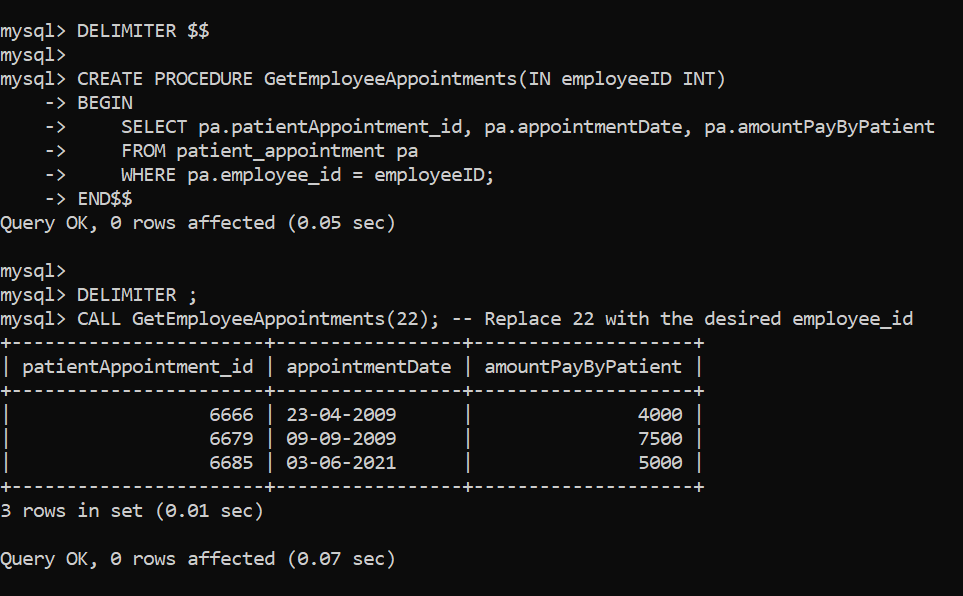 mysql> DELIMITER $$
mysql>
mysql> CREATE PROCEDURE GetEmployeeAppointments(IN employeeID INT)
    -> BEGIN
    ->     SELECT pa.patientAppointment_id, pa.appointmentDate, pa.amountPayByPatient
    ->     FROM patient_appointment pa
    ->     WHERE pa.employee_id = employeeID;
    -> END$$
Query OK, 0 rows affected (0.05 sec)

mysql>
mysql> DELIMITER ;
mysql> CALL GetEmployeeAppointments(22); -- Replace 22 with the desired employee_id
+-----------------------+-----------------+--------------------+
| patientAppointment_id | appointmentDate | amountPayByPatient |
+-----------------------+-----------------+--------------------+
|                  6666 | 23-04-2009      |               4000 |
|                  6679 | 09-09-2009      |               7500 |
|                  6685 | 03-06-2021      |               5000 |
+-----------------------+-----------------+--------------------+
3 rows in set (0.01 sec)

Query OK, 0 rows affected (0.07 sec)